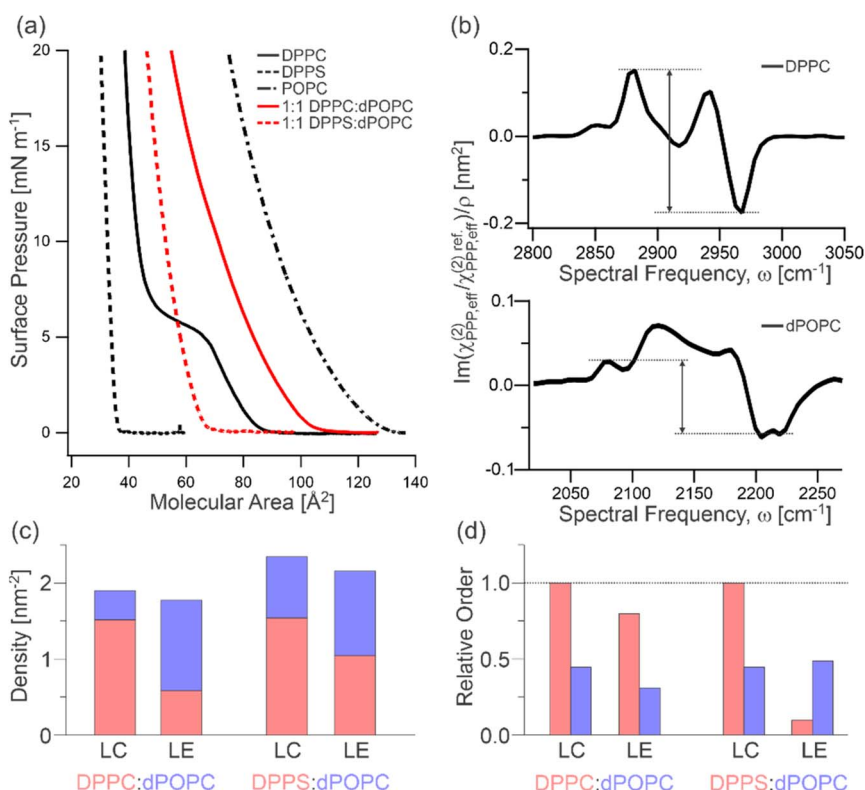 (a)
20
15
10
5
0
Surface Pressure [mN m⁻¹]
20 40 60 80 100 120 140
Molecular Area [Å²]
DPPC
DPPS
POPC
1:1 DPPC:dPOPC
1:1 DPPS:dPOPC
(b)
Im(χ⁽²⁾PPP,eff/χ⁽²⁾ ref.PPP,eff)/ρ [nm²]
0.2
0.0
-0.2
DPPC
2800 2850 2900 2950 3000 3050
Spectral Frequency, ω [cm⁻¹]
0.1
0.0
-0.1
dPOPC
2050 2100 2150 2200 2250
Spectral Frequency, ω [cm⁻¹]
(c)
Density [nm⁻²]
2
1
0
LC LE LC LE
DPPC:dPOPC DPPS:dPOPC
(d)
Relative Order
1.0
0.5
0.0
LC LE LC LE
DPPC:dPOPC DPPS:dPOPC